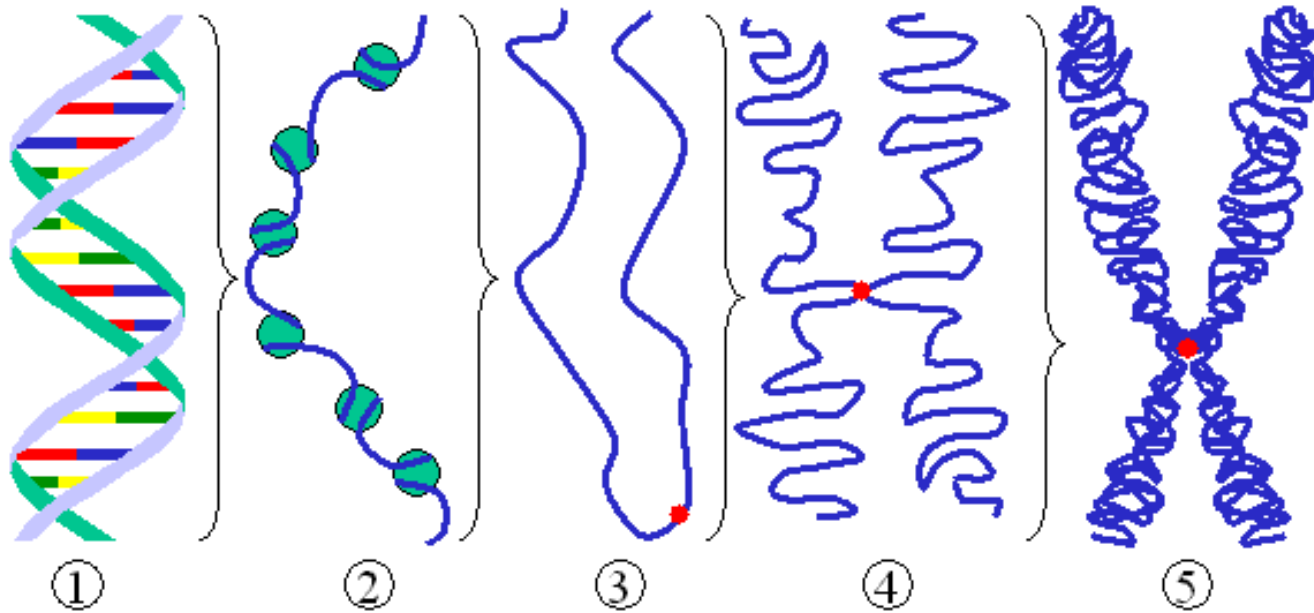 ① ② ③ ④ ⑤